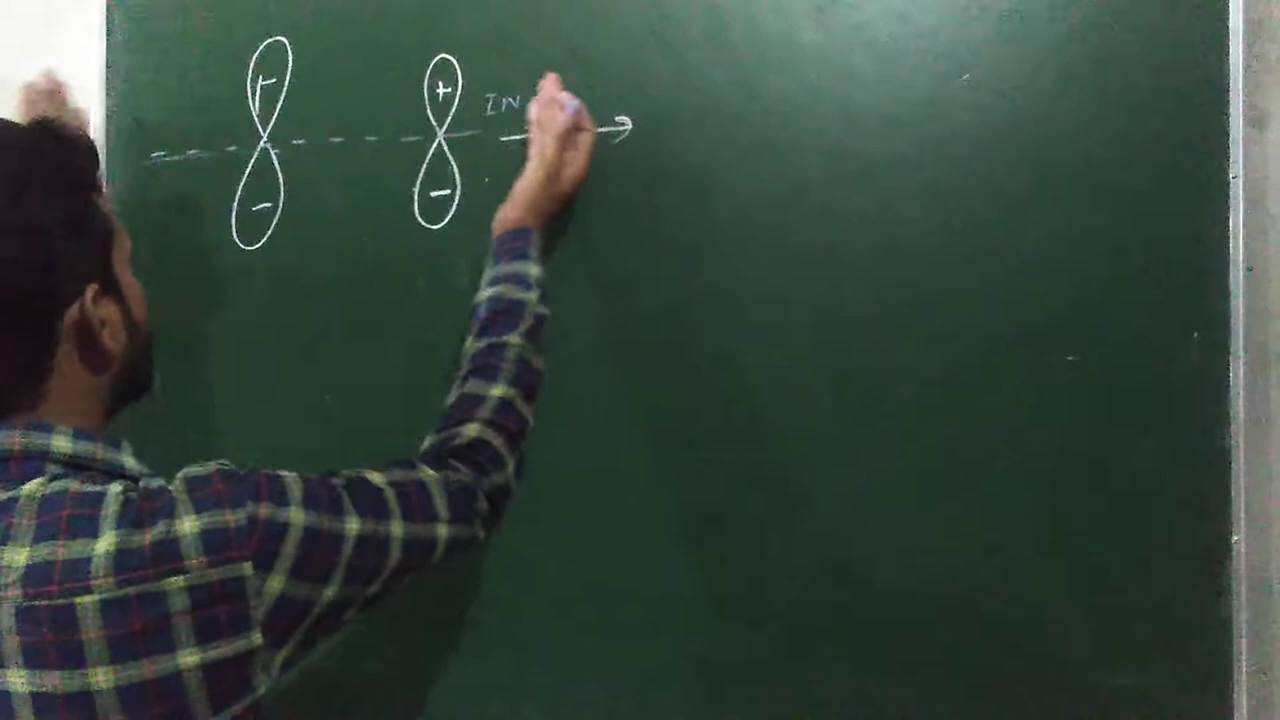 IN
+ +
- -